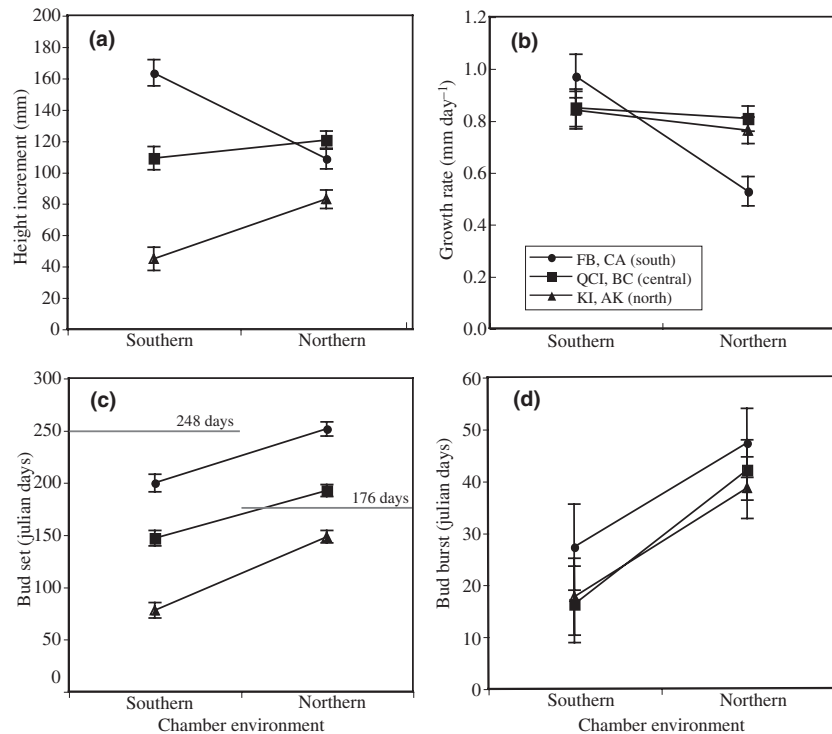 (a)
Height increment (mm)
200
180
160
140
120
100
80
60
40
20
0
Southern
Northern
(b)
Growth rate (mm day⁻¹)
1.2
1.0
0.8
0.6
0.4
0.2
0.0
FB, CA (south)
QCI, BC (central)
KI, AK (north)
Southern
Northern
(c)
Bud set (julian days)
300
250
200
150
100
50
0
248 days
176 days
Southern
Northern
Chamber environment
(d)
Bud burst (julian days)
60
50
40
30
20
10
0
Southern
Northern
Chamber environment